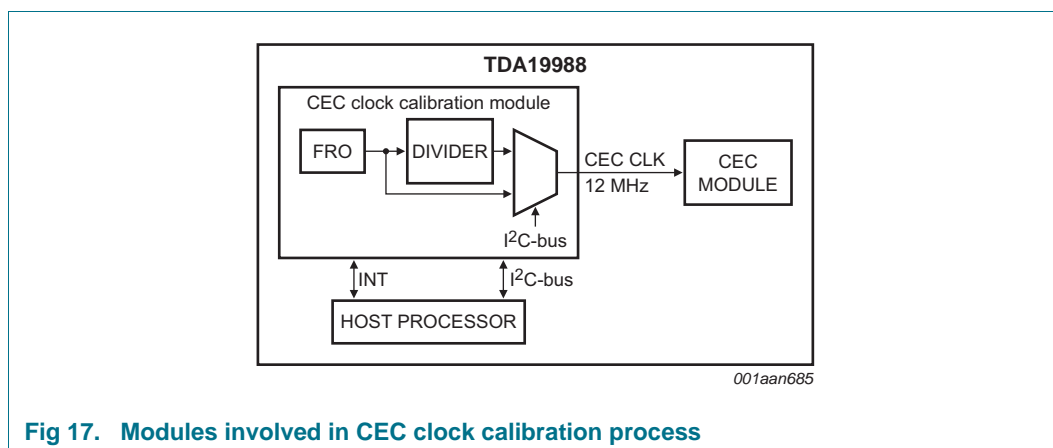 TDA19988
CEC clock calibration module
FRO
DIVIDER
CEC CLK
12 MHz
CEC
MODULE
I2C-bus
INT
I2C-bus
HOST PROCESSOR
001aan685
Fig 17. Modules involved in CEC clock calibration process